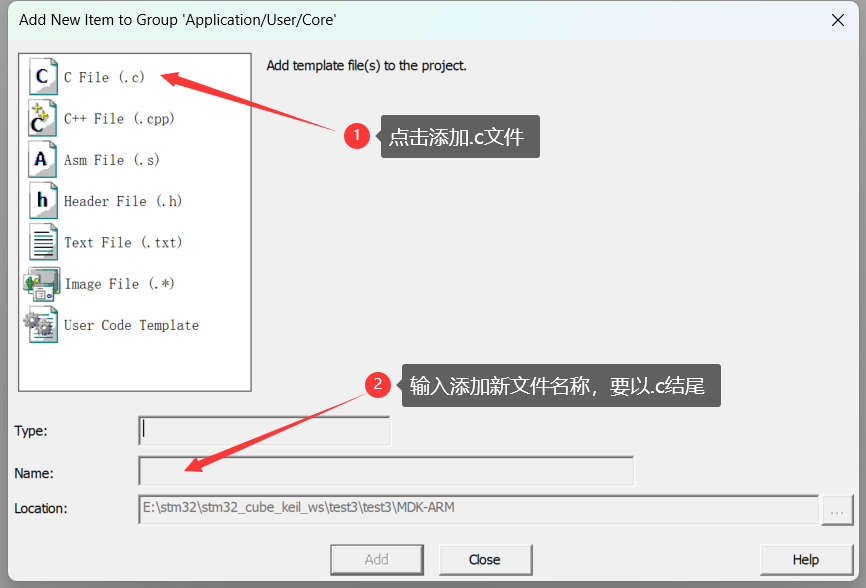 Add New Item to Group 'Application/User/Core'
Add template file(s) to the project.
C
C File (.c)
1
点击添加.c文件
C
C++ File (.cpp)
A
Asm File (.s)
h
Header File (.h)
Text File (.txt)
Image File (.*)
User Code Template
2
输入添加新文件名称，要以.c结尾
Type:
Name:
Location:
E:\stm32\stm32_cube_keil_ws\test3\test3\MDK-ARM
...
Add
Close
Help